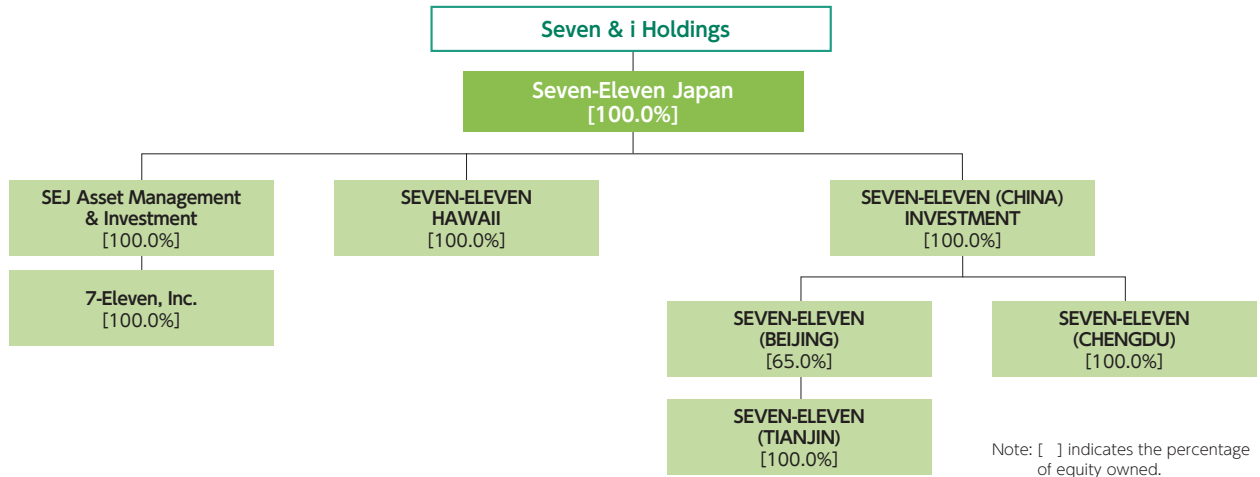 Seven & i Holdings
Seven-Eleven Japan
[100.0%]
SEJ Asset Management
& Investment
[100.0%]
SEVEN-ELEVEN
HAWAII
[100.0%]
SEVEN-ELEVEN (CHINA)
INVESTMENT
[100.0%]
7-Eleven, Inc.
[100.0%]
SEVEN-ELEVEN
(BEIJING)
[65.0%]
SEVEN-ELEVEN
(CHENGDU)
[100.0%]
SEVEN-ELEVEN
(TIANJIN)
[100.0%]
Note: [ ] indicates the percentage
of equity owned.